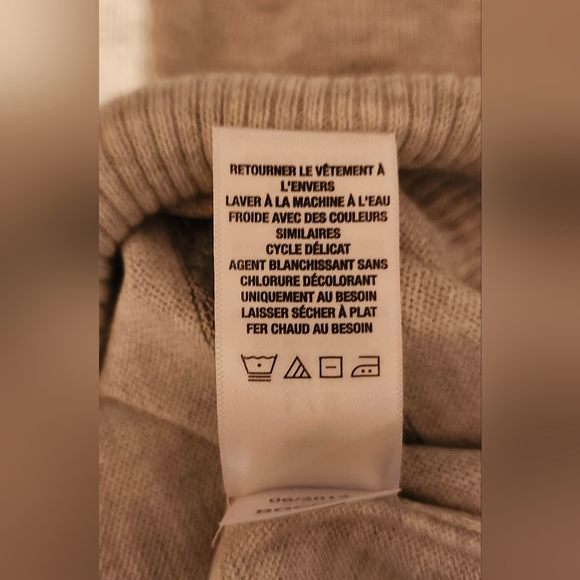 RETOURNER LE VÊTEMENT À
L'ENVERS
LAVER À LA MACHINE À L'EAU
FROIDE AVEC DES COULEURS
SIMILAIRES
CYCLE DÉLICAT
AGENT BLANCHISSANT SANS
CHLORURE DÉCOLORANT
UNIQUEMENT AU BESOIN
LAISSER SÉCHER À PLAT
FER CHAUD AU BESOIN